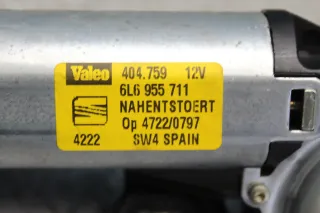 Valeo 404.759 12V
6L6 955 711
NAHENTSTOERT
Op 4722/0797
4222 SW4 SPAIN